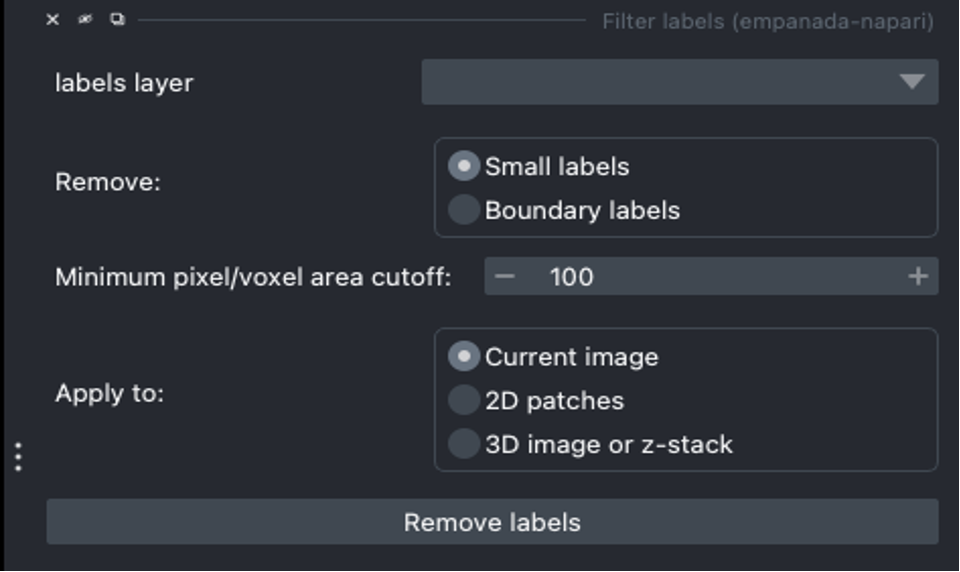 Filter labels (empanada-napari)
labels layer
Remove:
Small labels
Boundary labels
Minimum pixel/voxel area cutoff:
100
Apply to:
Current image
2D patches
3D image or z-stack
Remove labels